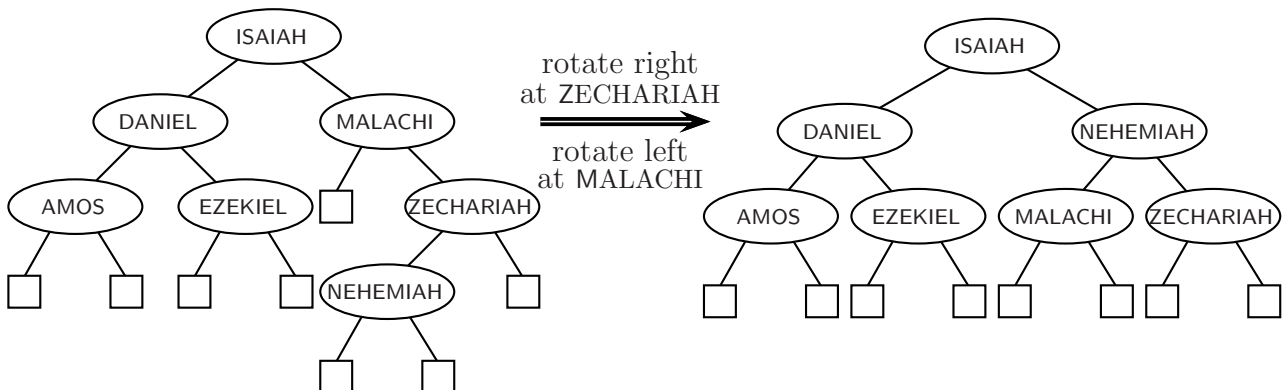 ISAIAH
DANIEL
MALACHI
AMOS
EZEKIEL
ZECHARIAH
NEHEMIAH
rotate right
at ZECHARIAH
rotate left
at MALACHI
ISAIAH
DANIEL
NEHEMIAH
AMOS
EZEKIEL
MALACHI
ZECHARIAH